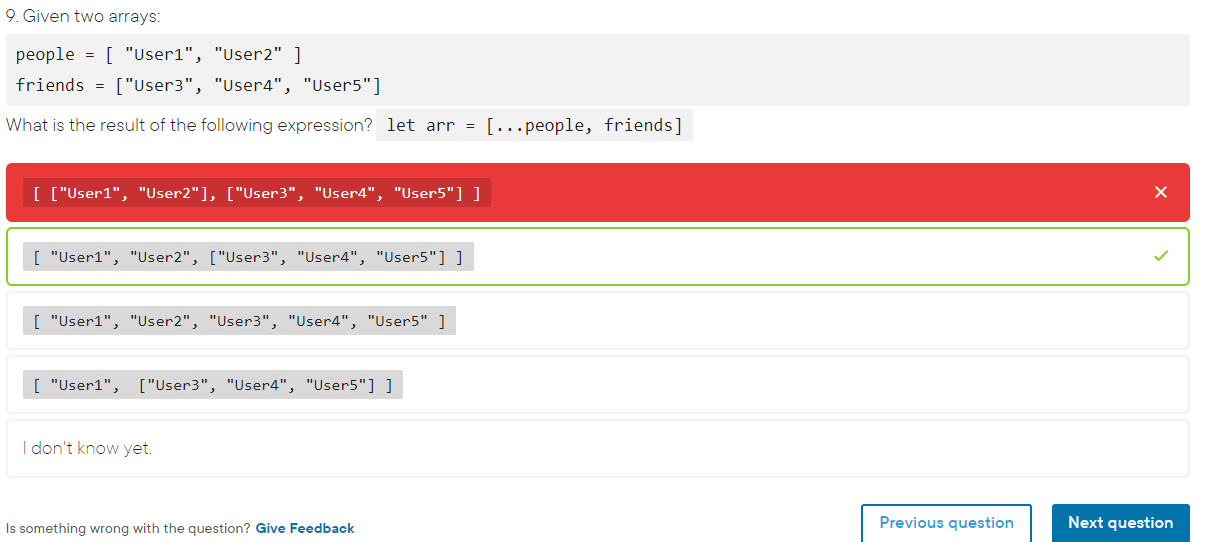 9. Given two arrays:
people = [ "User1", "User2" ]
friends = ["User3", "User4", "User5"]
What is the result of the following expression? let arr = [...people, friends]
[ ["User1", "User2"], ["User3", "User4", "User5"] ]
[ "User1", "User2", ["User3", "User4", "User5"] ]
[ "User1", "User2", "User3", "User4", "User5" ]
[ "User1",  ["User3", "User4", "User5"] ]
I don't know yet.
Is something wrong with the question? Give Feedback
Previous question
Next question